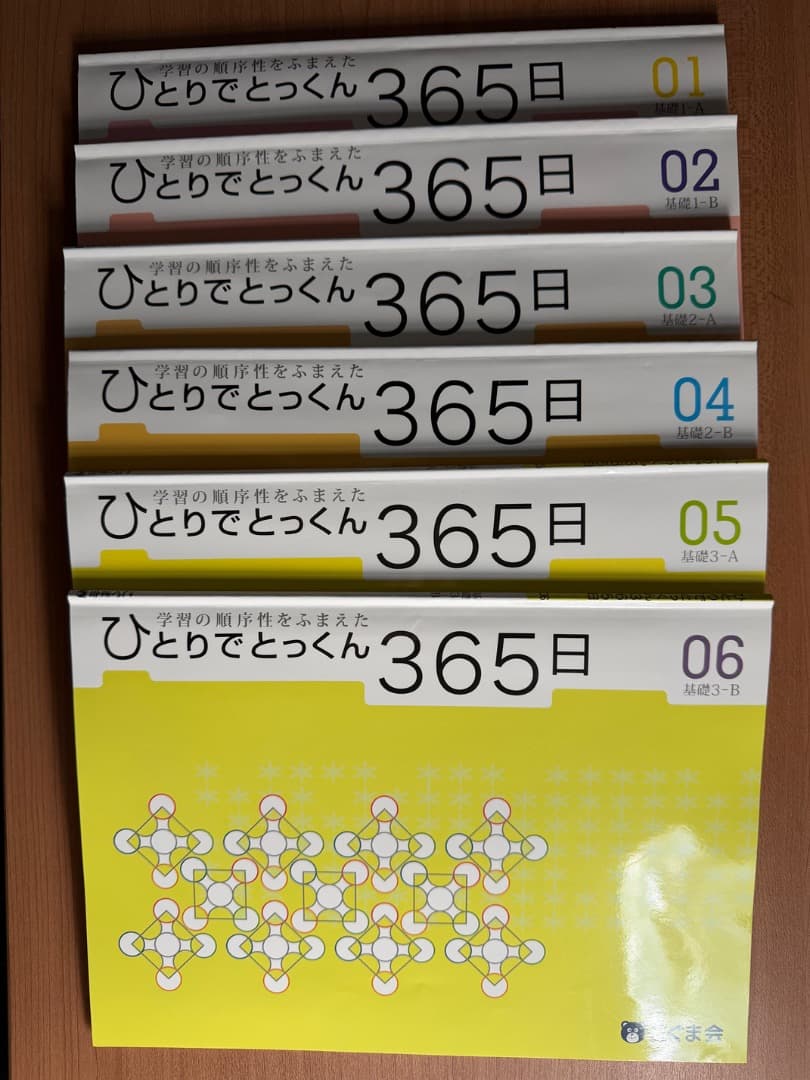 学習の順序性をふまえた
ひとりでとっくん365日
01
基礎1-A
学習の順序性をふまえた
ひとりでとっくん365日
02
基礎1-B
学習の順序性をふまえた
ひとりでとっくん365日
03
基礎2-A
学習の順序性をふまえた
ひとりでとっくん365日
04
基礎2-B
学習の順序性をふまえた
ひとりでとっくん365日
05
基礎3-A
学習の順序性をふまえた
ひとりでとっくん365日
06
基礎3-B
こぐま会